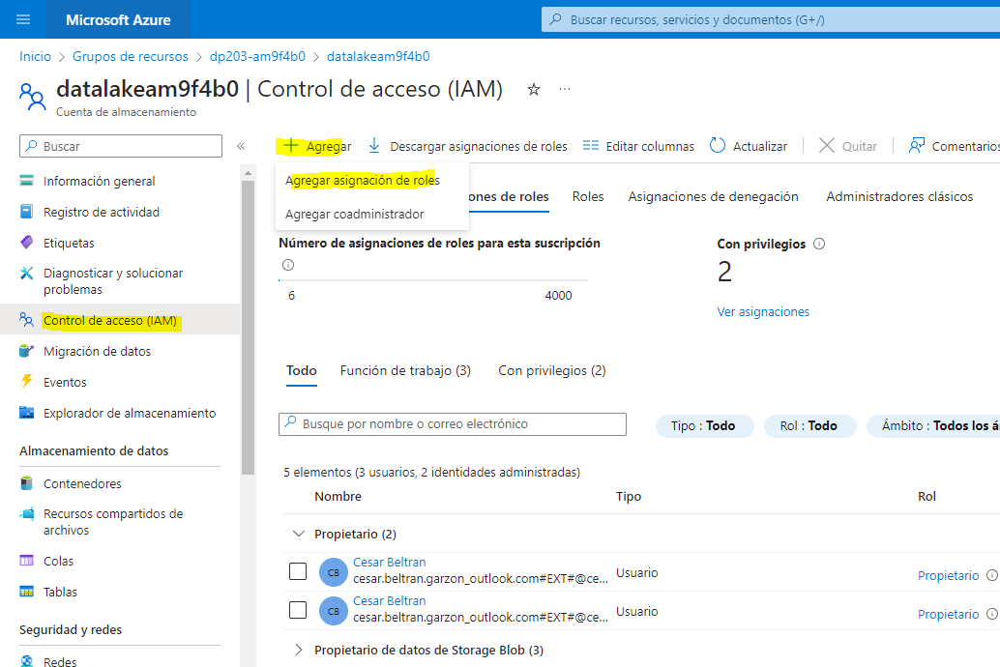 Microsoft Azure
Buscar recursos, servicios y documentos (G+/)
Inicio > Grupos de recursos > dp203-am9f4b0 > datalakeam9f4b0
datalakeam9f4b0 | Control de acceso (IAM)
Cuenta de almacenamiento
Buscar
Información general
Registro de actividad
Etiquetas
Diagnosticar y solucionar
problemas
Control de acceso (IAM)
Migración de datos
Eventos
Explorador de almacenamiento
Almacenamiento de datos
Contenedores
Recursos compartidos de
archivos
Colas
Tablas
Seguridad y redes
Redes
Agregar Descargar asignaciones de roles Editar columnas Actualizar Quitar Comentarios
Agregar asignación de roles
Agregar coadministrador
ones de roles Roles Asignaciones de denegación Administradores clásicos
Número de asignaciones de roles para esta suscripción
6 4000
Con privilegios
2
Ver asignaciones
Todo Función de trabajo (3) Con privilegios (2)
Busque por nombre o correo electrónico
Tipo : Todo Rol : Todo Ámbito : Todos los á
5 elementos (3 usuarios, 2 identidades administradas)
Nombre Tipo Rol
Propietario (2)
CB Cesar Beltran
cesar.beltran.garzon_outlook.com#EXT#@ce... Usuario Propietario
CB Cesar Beltran
cesar.beltran.garzon_outlook.com#EXT#@ce... Usuario Propietario
Propietario de datos de Storage Blob (3)